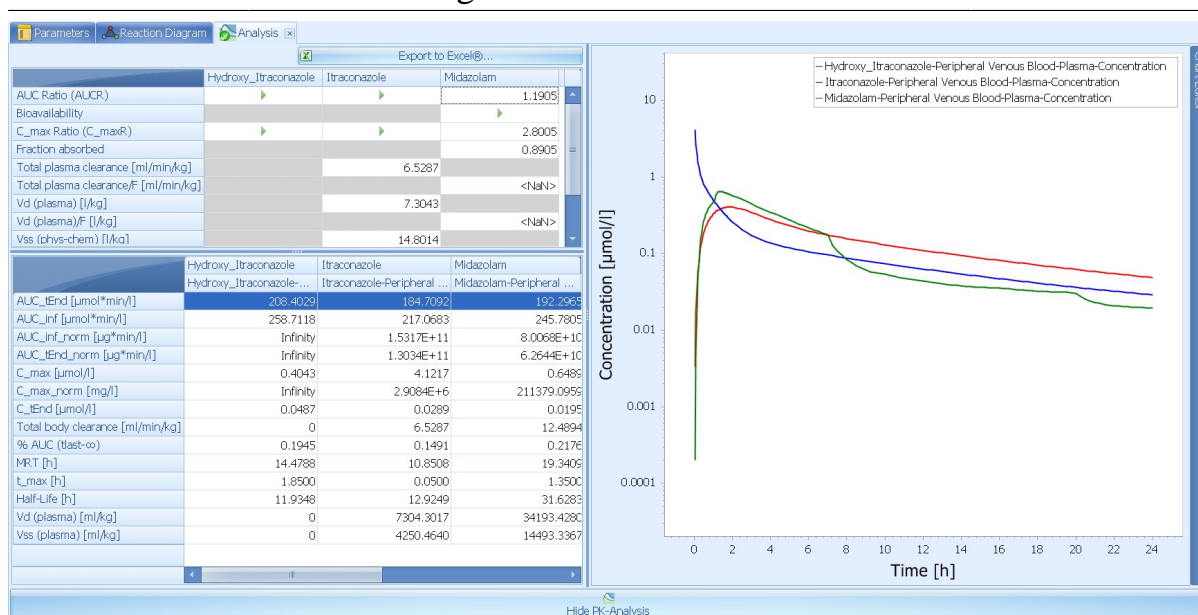 Parameters Reaction Diagram Analysis
Export to Excel®...
Hydroxy_Itraconazole Itraconazole Midazolam
AUC Ratio (AUCR) 1.1905
Bioavailability
C_max Ratio (C_maxR) 2.8005
Fraction absorbed 0.8905
Total plasma clearance [ml/min/kg] 6.5287
Total plasma clearance/F [ml/min/kg] <NaN>
Vd (plasma) [l/kg] 7.3043
Vd (plasma)/F [l/kg] <NaN>
Vss (phys-chem) [l/kg] 14.8014
Hydroxy_Itraconazole Itraconazole Midazolam
Hydroxy_Itraconazole-... Itraconazole-Peripheral ... Midazolam-Peripheral ...
AUC_tEnd [µmol*min/l] 208.4029 184.7092 192.2965
AUC_inf [µmol*min/l] 258.7118 217.0683 245.7805
AUC_inf_norm [µg*min/l] Infinity 1.5317E+11 8.0068E+10
AUC_tEnd_norm [µg*min/l] Infinity 1.3034E+11 6.2644E+10
C_max [µmol/l] 0.4043 4.1217 0.6489
C_max_norm [mg/l] Infinity 2.9084E+6 211379.0959
C_tEnd [µmol/l] 0.0487 0.0289 0.0195
Total body clearance [ml/min/kg] 0 6.5287 12.4894
% AUC (tlast-∞) 0.1945 0.1491 0.2176
MRT [h] 14.4788 10.8508 19.3409
t_max [h] 1.8500 0.0500 1.3500
Half-Life [h] 11.9348 12.9249 31.6283
Vd (plasma) [ml/kg] 0 7304.3017 34193.4280
Vss (plasma) [ml/kg] 0 4250.4640 14493.3367
Hydroxy_Itraconazole-Peripheral Venous Blood-Plasma-Concentration
Itraconazole-Peripheral Venous Blood-Plasma-Concentration
Midazolam-Peripheral Venous Blood-Plasma-Concentration
Concentration [µmol/l]
10
1
0.1
0.01
0.001
0.0001
0 2 4 6 8 10 12 14 16 18 20 22 24
Time [h]
Hide PK-Analysis